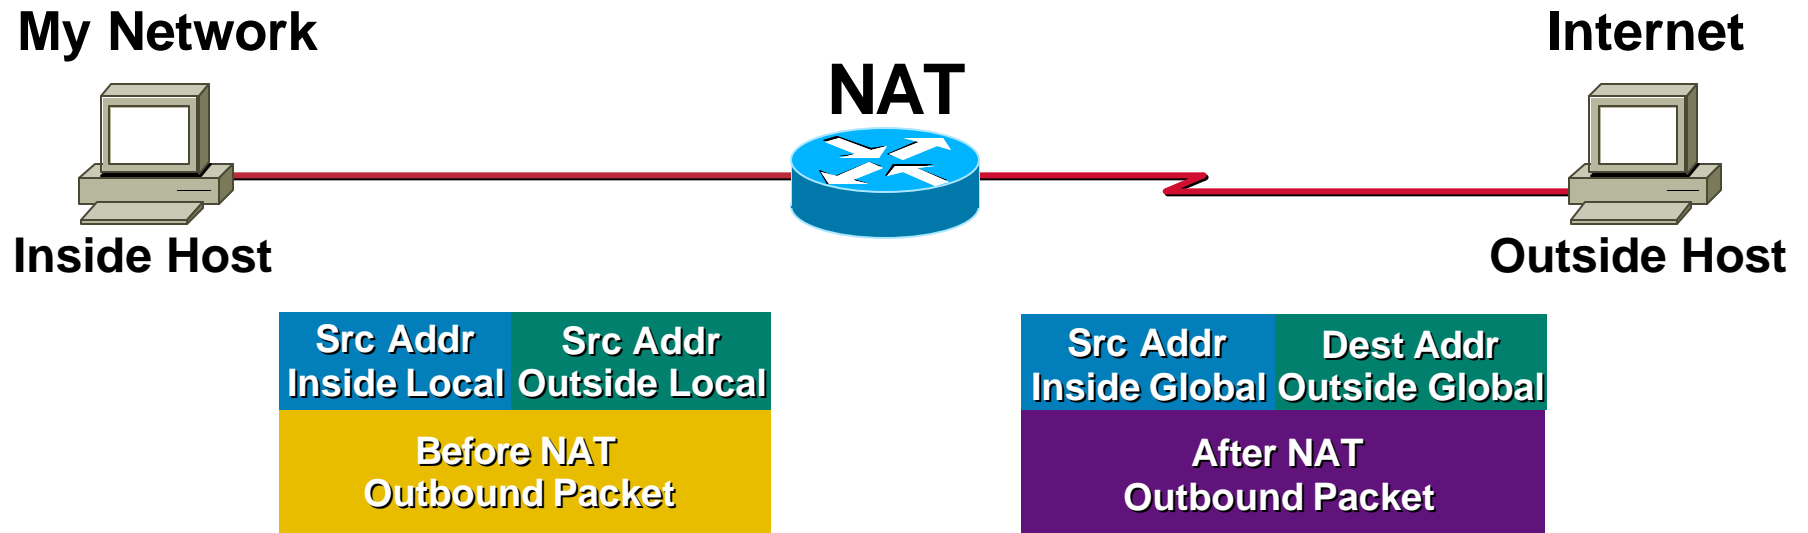 My Network
Internet
NAT
Inside Host
Outside Host
Src Addr
Inside Local
Src Addr
Outside Local
Before NAT
Outbound Packet
Src Addr
Inside Global
Dest Addr
Outside Global
After NAT
Outbound Packet